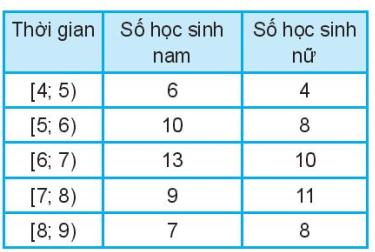 Thời gian Số học sinh Số học sinh
nam nữ
[4; 5) 6 4
[5; 6) 10 8
[6; 7) 13 10
[7; 8) 9 11
[8; 9) 7 8